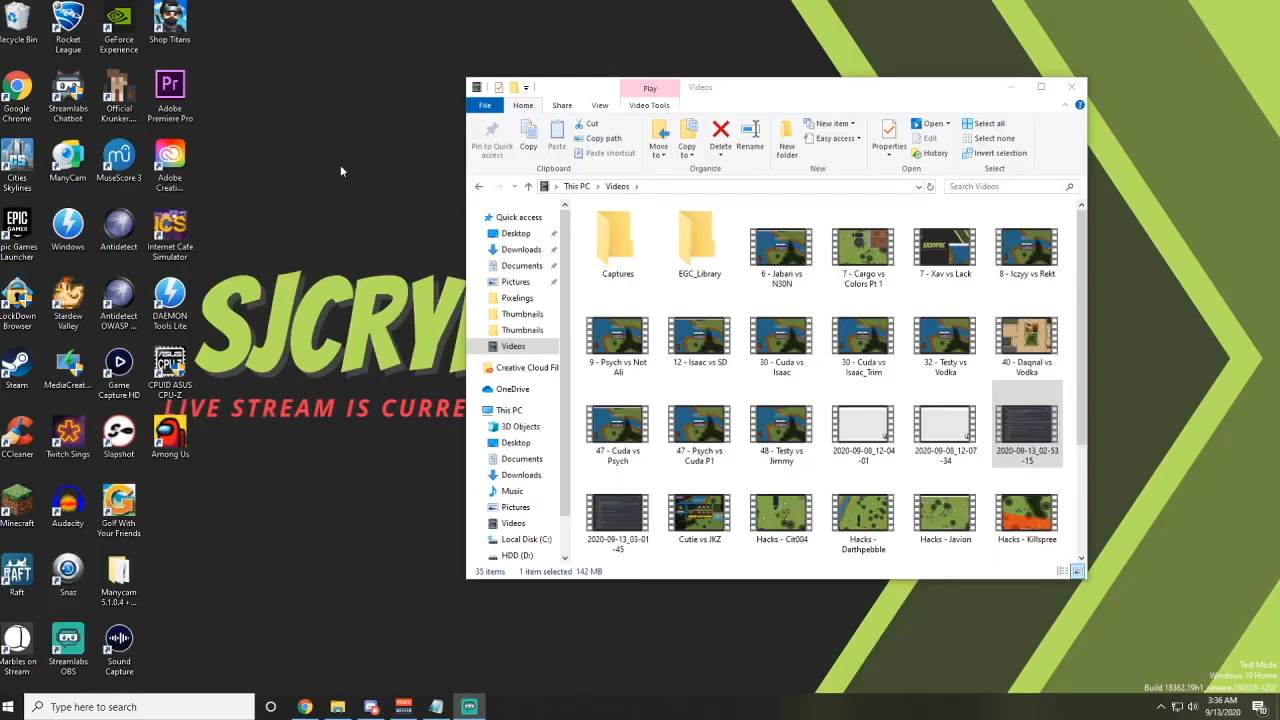 Recycle Bin
Rocket
League
GeForce
Experience
Shop Titans
Chrome
Streamlabs
Chatbot
Official
Krunker....
Adobe
Premiere Pro
Cities
Skylines
ManyCam
MuseScore 3
Adobe
Creati...
Epic Games
Launcher
Windows
Antidetect
Internet Cafe
Simulator
LockDown
Browser
Stardew
Valley
Antidetect
OWASP ...
DAEMON
Tools Lite
Steam
MediaCreat...
Game
Capture HD
CPUID ASUS
CPU-Z
CCleaner
Twitch Sings
Slapshot
Among Us
Minecraft
Audacity
Golf With
Your Friends
Raft
Snaz
Manycam
5.1.0.4 +...
Marbles on
Stream
Streamlabs
OBS
Sound
Capture
SJCRY
LIVE STREAM IS CURRE
Play
Videos
File
Home
Share
View
Video Tools
Pin to Quick
access
Copy
Paste
Cut
Copy path
Paste shortcut
Clipboard
Move
to
Copy
to
Delete
Rename
Organize
New
folder
New item
Easy access
New
Properties
Open
Edit
History
Open
Select all
Select none
Invert selection
Select
This PC > Videos >
Search Videos
Quick access
Desktop
Downloads
Documents
Pictures
Pixelings
Thumbnails
Thumbnails
Videos
Creative Cloud Fil
OneDrive
This PC
3D Objects
Desktop
Documents
Downloads
Music
Pictures
Videos
Local Disk (C:)
HDD (D:)
Captures
EGC_Library
6 - Jabari vs
N30N
7 - Cargo vs
Colors Pt 1
7 - Xav vs Lack
8 - Iczyy vs Rekt
9 - Psych vs Not
Ali
12 - Isaac vs SD
30 - Cuda vs
Isaac
30 - Cuda vs
Isaac_Trim
32 - Testy vs
Vodka
40 - Daqnal vs
Vodka
47 - Cuda vs
Psych
47 - Psych vs
Cuda P1
48 - Testy vs
Jimmy
2020-09-08_12-04
-01
2020-09-08_12-07
-34
2020-09-13_02-53
-15
2020-09-13_03-01
-45
Cutie vs JKZ
Hacks - Cit004
Hacks -
Darthpebble
Hacks - Javion
Hacks - Killspree
35 items
1 item selected 142 MB
Test Mode
Windows 10 Home
Build 18362.19h1_release.190318-1202
Type here to search
3:36 AM
9/13/2020